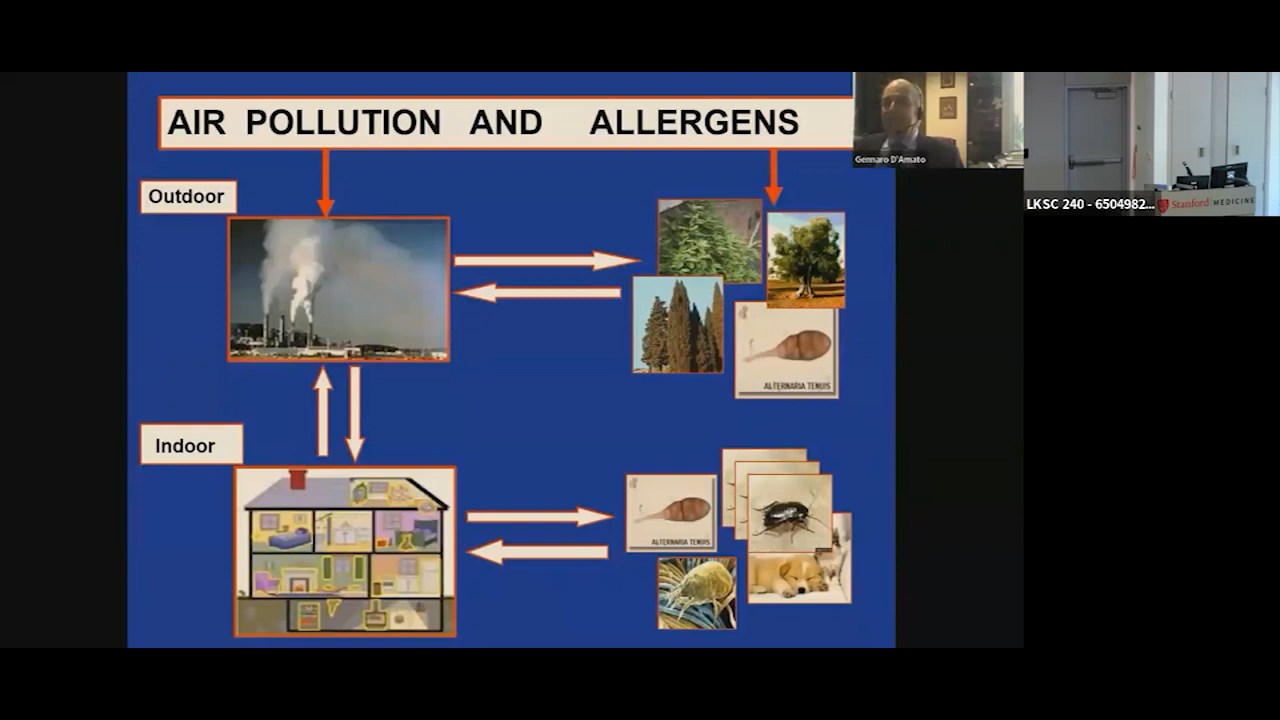 AIR POLLUTION AND ALLERGENS
Gennaro D'Amato
LKSC 240 - 6504982...
Stanford MEDICINE
Outdoor
ALTERNARIA TENUIS
Indoor
ALTERNARIA TENUIS